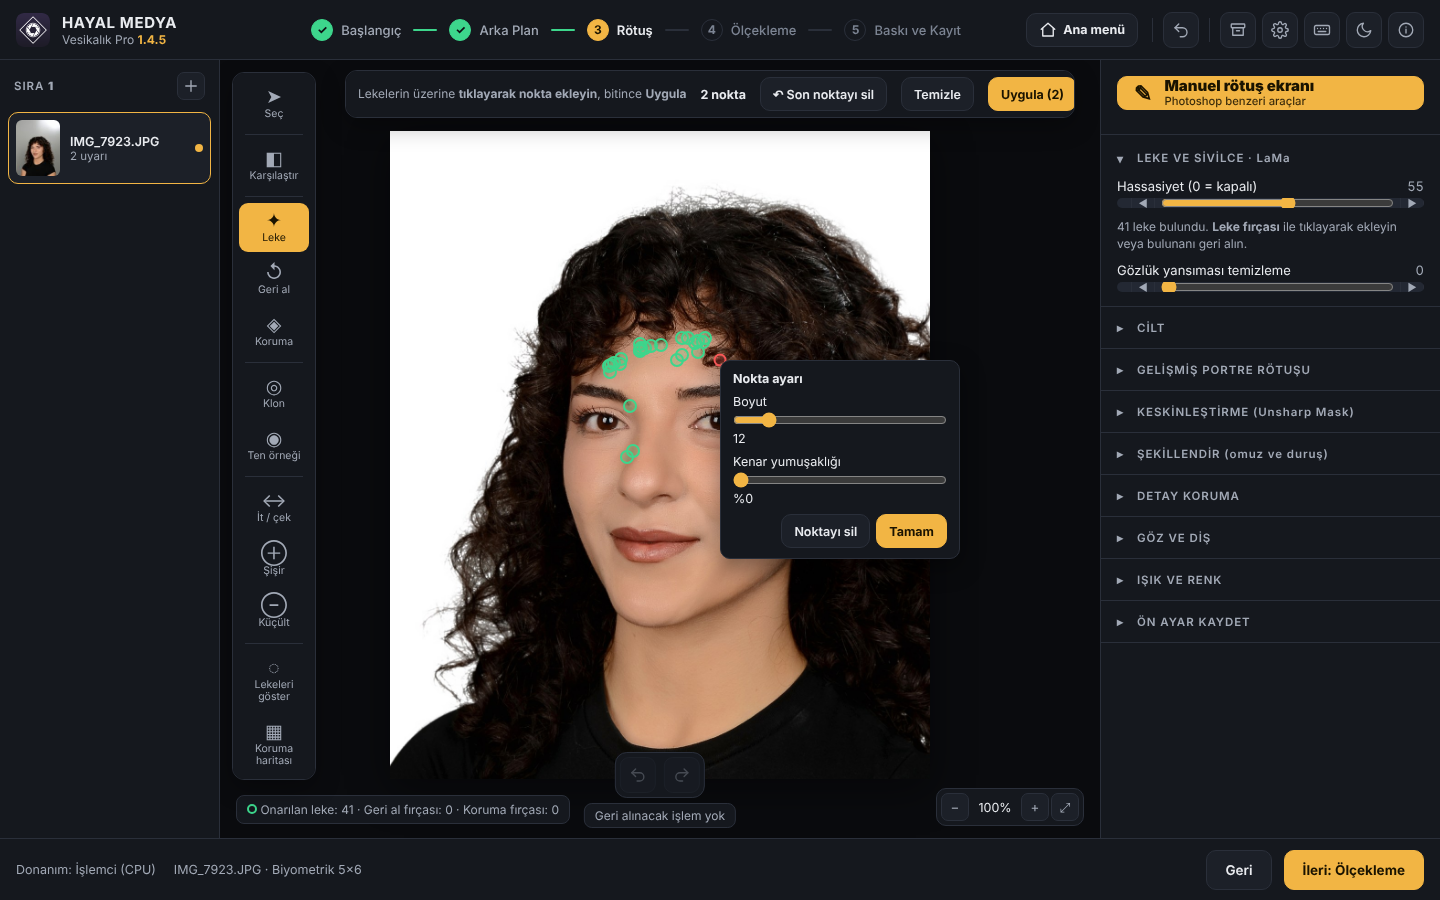 HAYAL MEDYA
Vesikalık Pro 1.4.5
Başlangıç
Arka Plan
3 Rötuş
4 Ölçekleme
5 Baskı ve Kayıt
Ana menü
SIRA 1
IMG_7923.JPG
2 uyarı
Seç
Karşılaştır
Leke
Geri al
Koruma
Klon
Ten örneği
İt / çek
Şişir
Küçült
Lekeleri
göster
Koruma
haritası
Lekelerin üzerine tıklayarak nokta ekleyin, bitince Uygula
2 nokta
↶ Son noktayı sil
Temizle
Uygula (2)
Nokta ayarı
Boyut
12
Kenar yumuşaklığı
%0
Noktayı sil
Tamam
Onarılan leke: 41 · Geri al fırçası: 0 · Koruma fırçası: 0
Geri alınacak işlem yok
− 100% +
Manuel rötuş ekranı
Photoshop benzeri araçlar
LEKE VE SİVİLCE · LaMa
Hassasiyet (0 = kapalı) 55
41 leke bulundu. Leke fırçası ile tıklayarak ekleyin
veya bulunanı geri alın.
Gözlük yansıması temizleme 0
CİLT
GELİŞMİŞ PORTRE RÖTUŞU
KESKİNLEŞTİRME (Unsharp Mask)
ŞEKİLLENDİR (omuz ve duruş)
DETAY KORUMA
GÖZ VE DİŞ
IŞIK VE RENK
ÖN AYAR KAYDET
Donanım: İşlemci (CPU)
IMG_7923.JPG · Biyometrik 5×6
Geri
İleri: Ölçekleme